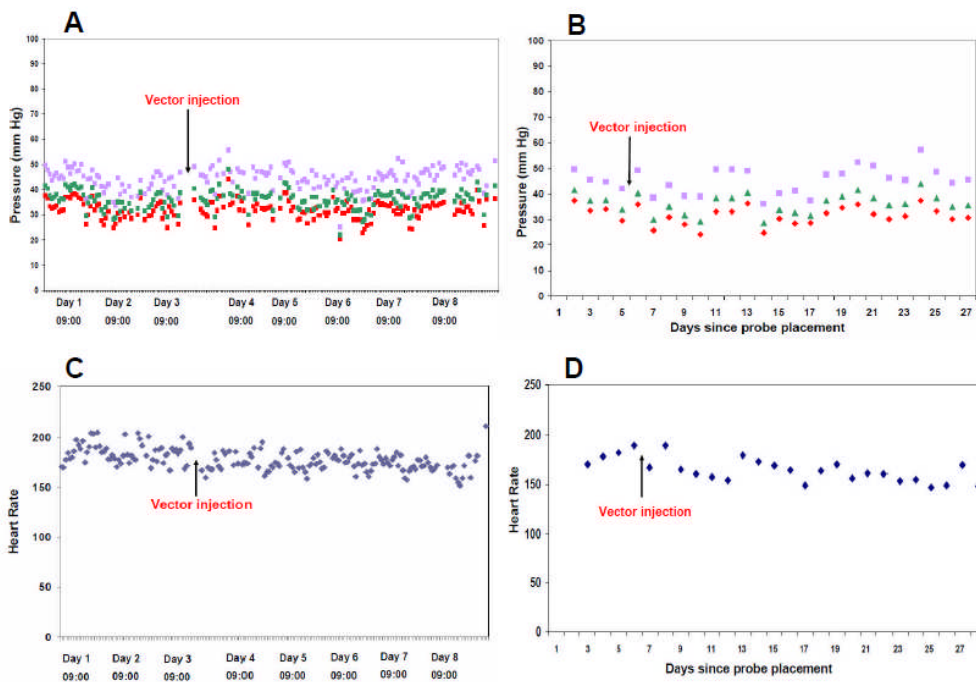 A
100
90
80
70
60
50
40
30
20
10
0
Pressure (mm Hg)
Vector injection
Day 1 Day 2 Day 3 Day 4 Day 5 Day 6 Day 7 Day 8
09:00 09:00 09:00 09:00 09:00 09:00 09:00 09:00
B
100
90
80
70
60
50
40
30
20
10
0
Pressure (mm Hg)
Vector injection
1 3 5 7 9 11 13 15 17 19 21 23 25 27
Days since probe placement
C
250
200
150
100
50
0
Heart Rate
Vector injection
Day 1 Day 2 Day 3 Day 4 Day 5 Day 6 Day 7 Day 8
09:00 09:00 09:00 09:00 09:00 09:00 09:00 09:00
D
250
200
150
100
50
0
Heart Rate
Vector injection
1 3 5 7 9 11 13 15 17 19 21 23 25 27
Days since probe placement